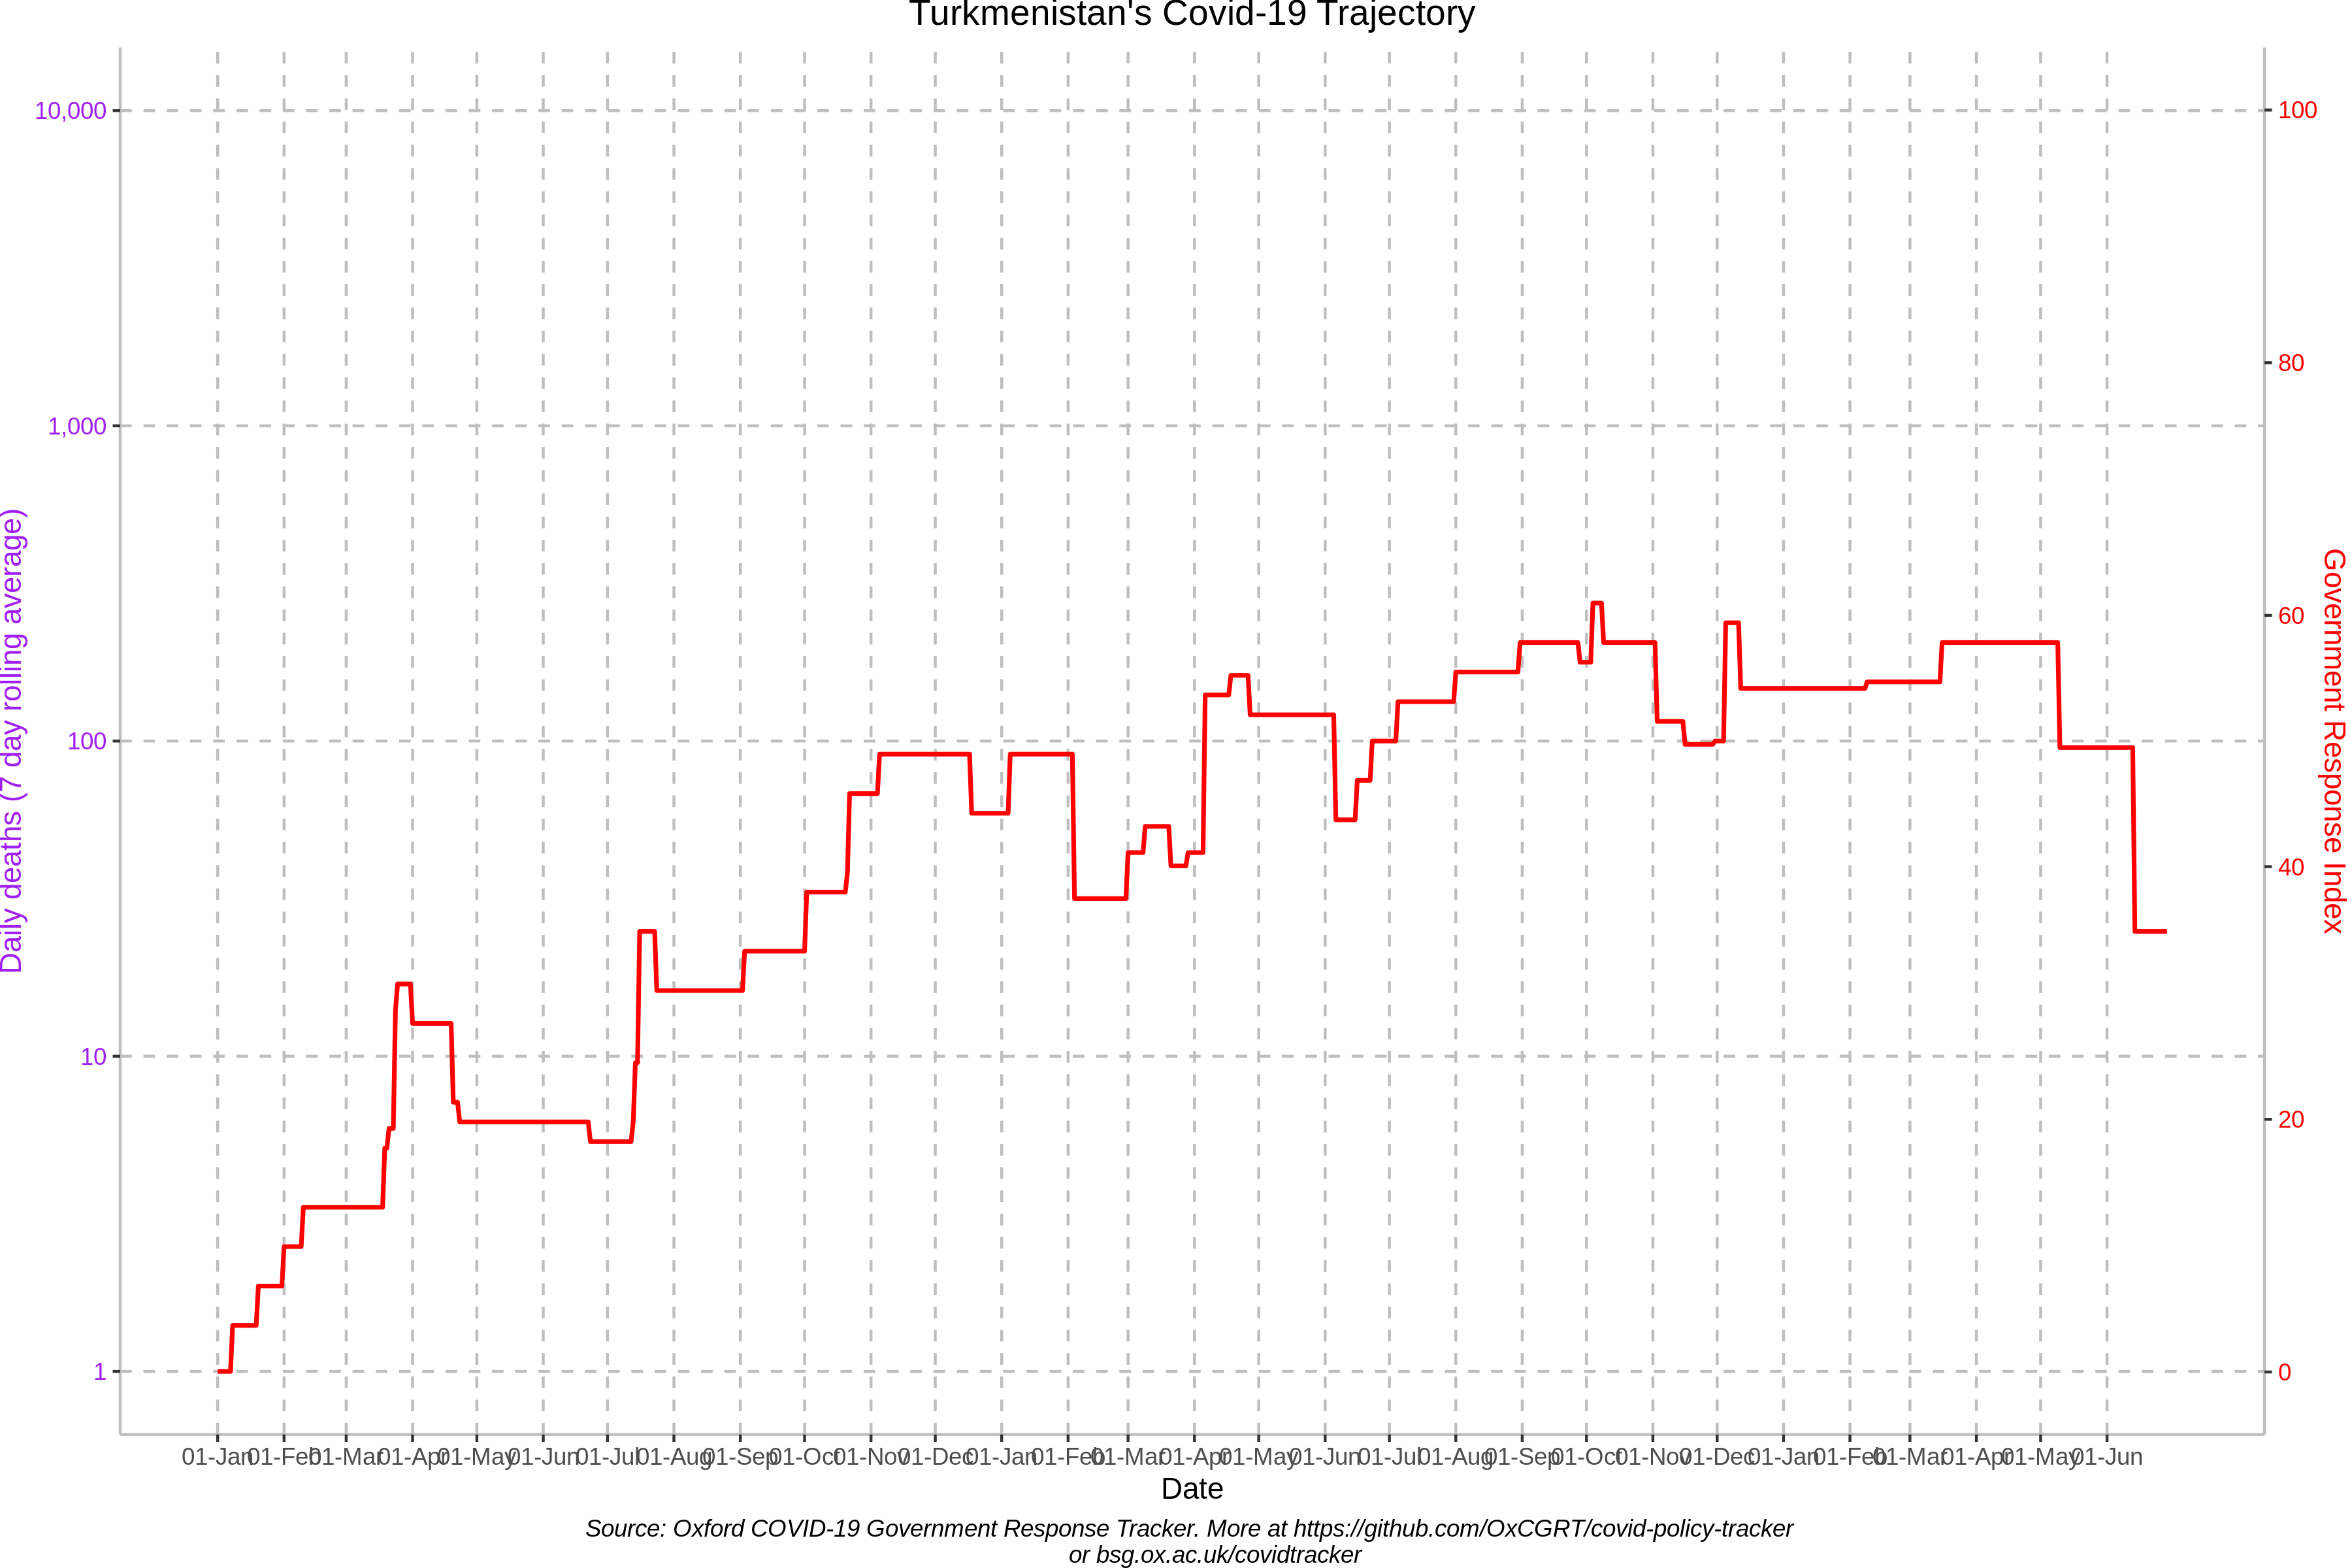 Turkmenistan's Covid-19 Trajectory
10,000
1,000
100
10
1
Daily deaths (7 day rolling average)
100
80
60
40
20
0
Government Response Index
01-Jan 01-Feb 01-Mar 01-Apr 01-May 01-Jun 01-Jul 01-Aug 01-Sep 01-Oct 01-Nov 01-Dec 01-Jan 01-Feb 01-Mar 01-Apr 01-May 01-Jun 01-Jul 01-Aug 01-Sep 01-Oct 01-Nov 01-Dec 01-Jan 01-Feb 01-Mar 01-Apr 01-May 01-Jun
Date
Source: Oxford COVID-19 Government Response Tracker. More at https://github.com/OxCGRT/covid-policy-tracker
or bsg.ox.ac.uk/covidtracker